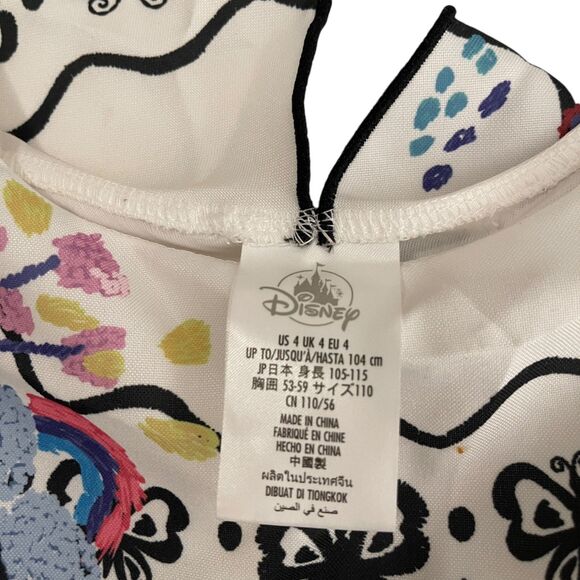 DISNEY
US 4 UK 4 EU 4
UP TO/JUSQU'À/HASTA 104 cm
JP日本 身長 105-115
胸囲 53-59 サイズ110
CN 110/56
MADE IN CHINA
FABRIQUÉ EN CHINE
HECHO EN CHINA
中國製
ผลิตในประเทศจีน
DIBUAT DI TIONGKOK
صنع في الصين